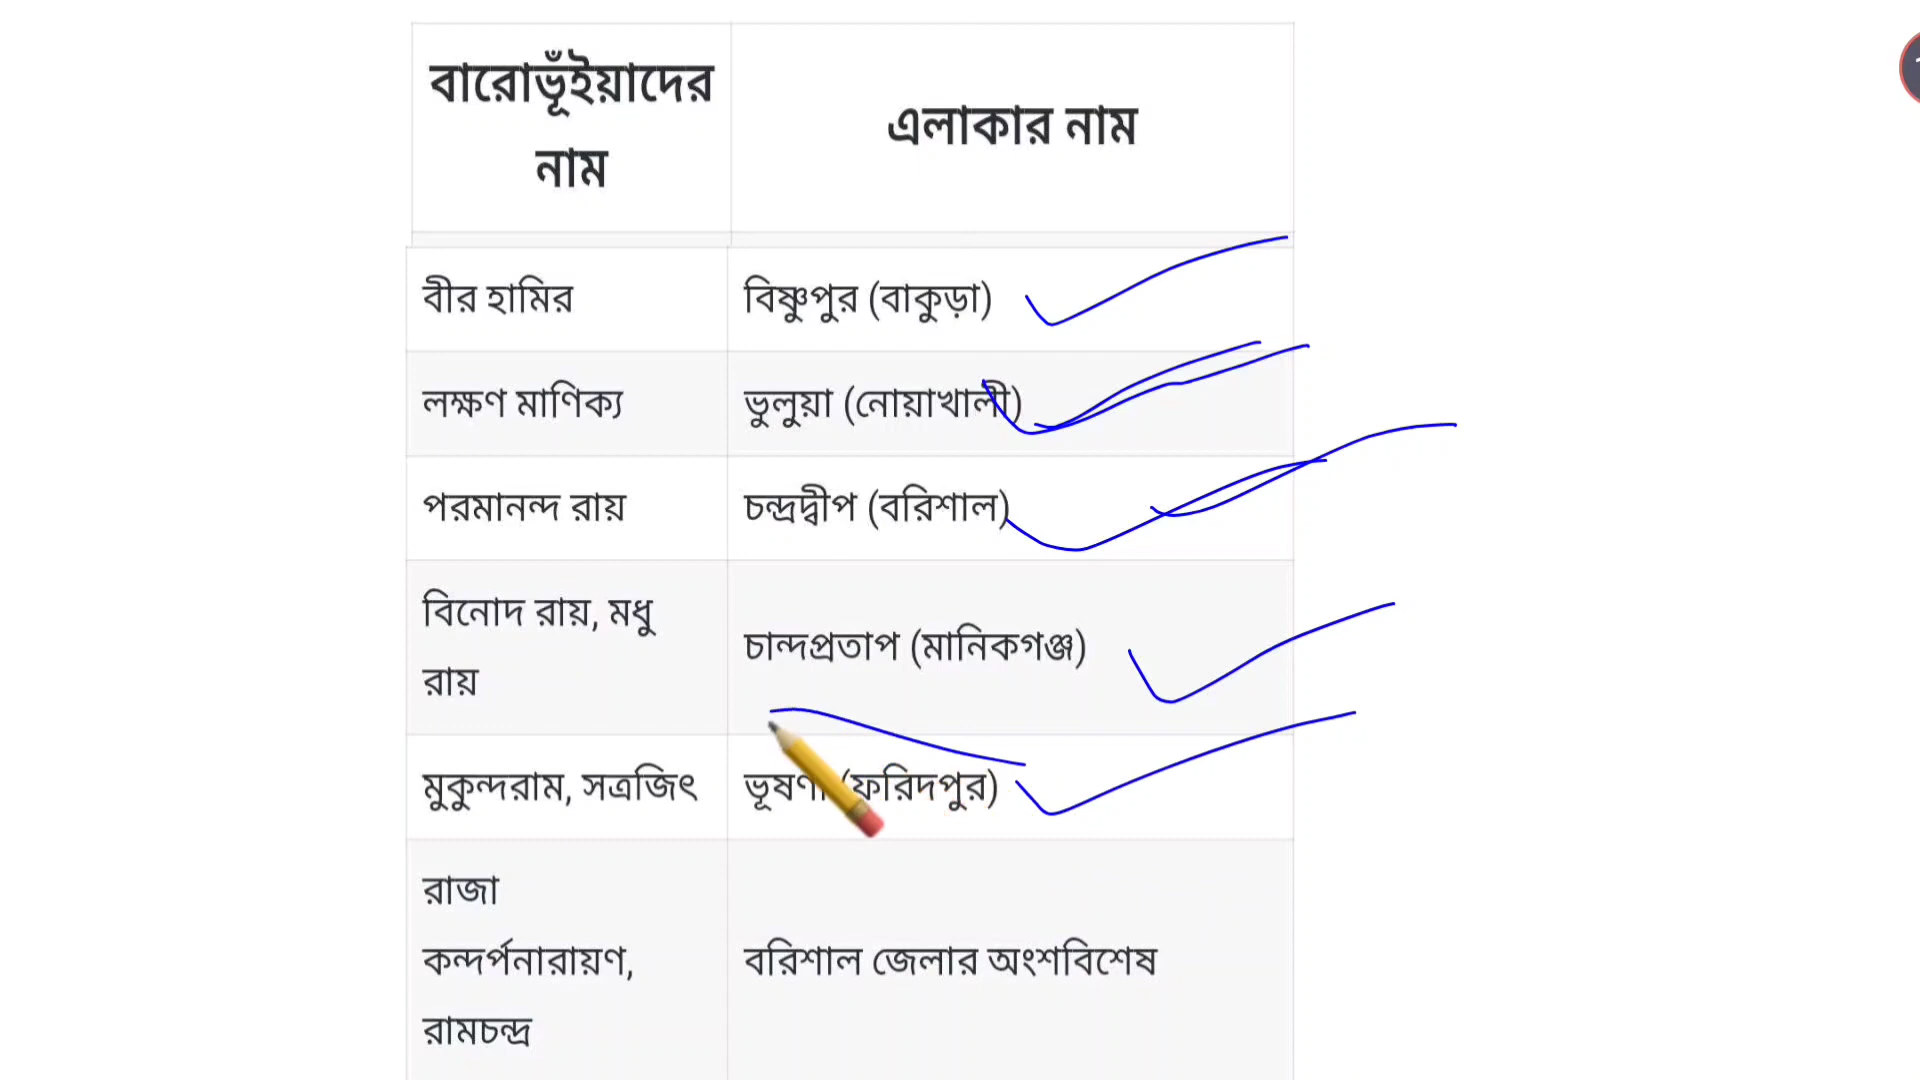 বারোভূঁইয়াদের
নাম
এলাকার নাম
বীর হামির
বিষ্ণুপুর (বাকুড়া)
লক্ষণ মাণিক্য
ভুলুয়া (নোয়াখালী)
পরমানন্দ রায়
চন্দ্রদ্বীপ (বরিশাল)
বিনোদ রায়, মধু
রায়
চান্দপ্রতাপ (মানিকগঞ্জ)
মুকুন্দরাম, সত্রজিৎ
ভূষণা (ফরিদপুর)
রাজা
কন্দর্পনারায়ণ,
রামচন্দ্র
বরিশাল জেলার অংশবিশেষ